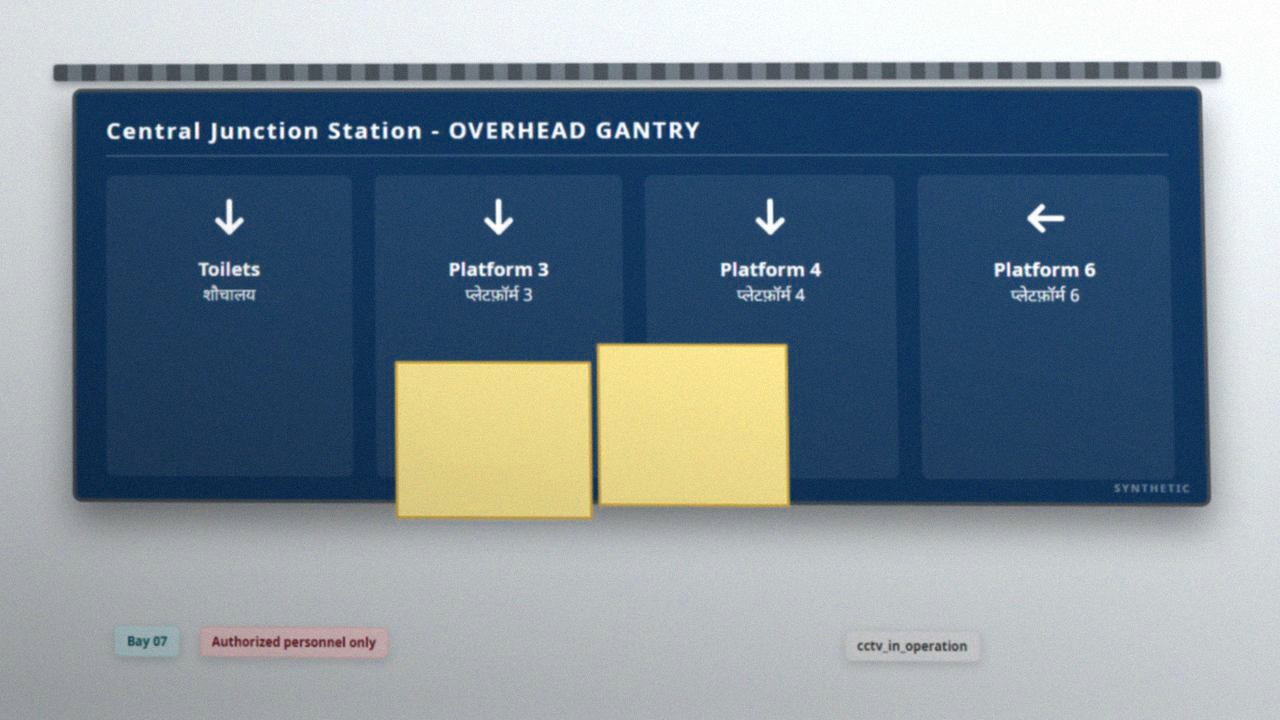 Central Junction Station - OVERHEAD GANTRY
Toilets
शौचालय
Platform 3
प्लेटफ़ॉर्म 3
Platform 4
प्लेटफ़ॉर्म 4
Platform 6
प्लेटफ़ॉर्म 6
SYNTHETIC
Bay 07
Authorized personnel only
cctv_in_operation